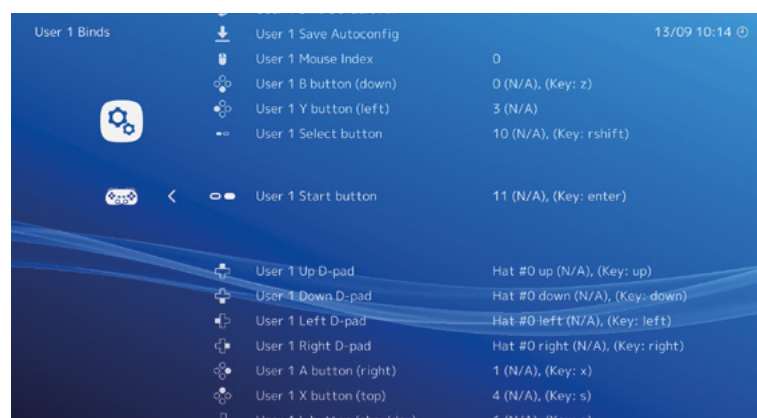 User 1 Binds
13/09 10:14
User 1 Save Autoconfig
User 1 Mouse Index 0
User 1 B button (down) 0 (N/A), (Key: z)
User 1 Y button (left) 3 (N/A)
User 1 Select button 10 (N/A), (Key: rshift)
User 1 Start button 11 (N/A), (Key: enter)
User 1 Up D-pad Hat #0 up (N/A), (Key: up)
User 1 Down D-pad Hat #0 down (N/A), (Key: down)
User 1 Left D-pad Hat #0 left (N/A), (Key: left)
User 1 Right D-pad Hat #0 right (N/A), (Key: right)
User 1 A button (right) 1 (N/A), (Key: x)
User 1 X button (top) 4 (N/A), (Key: s)